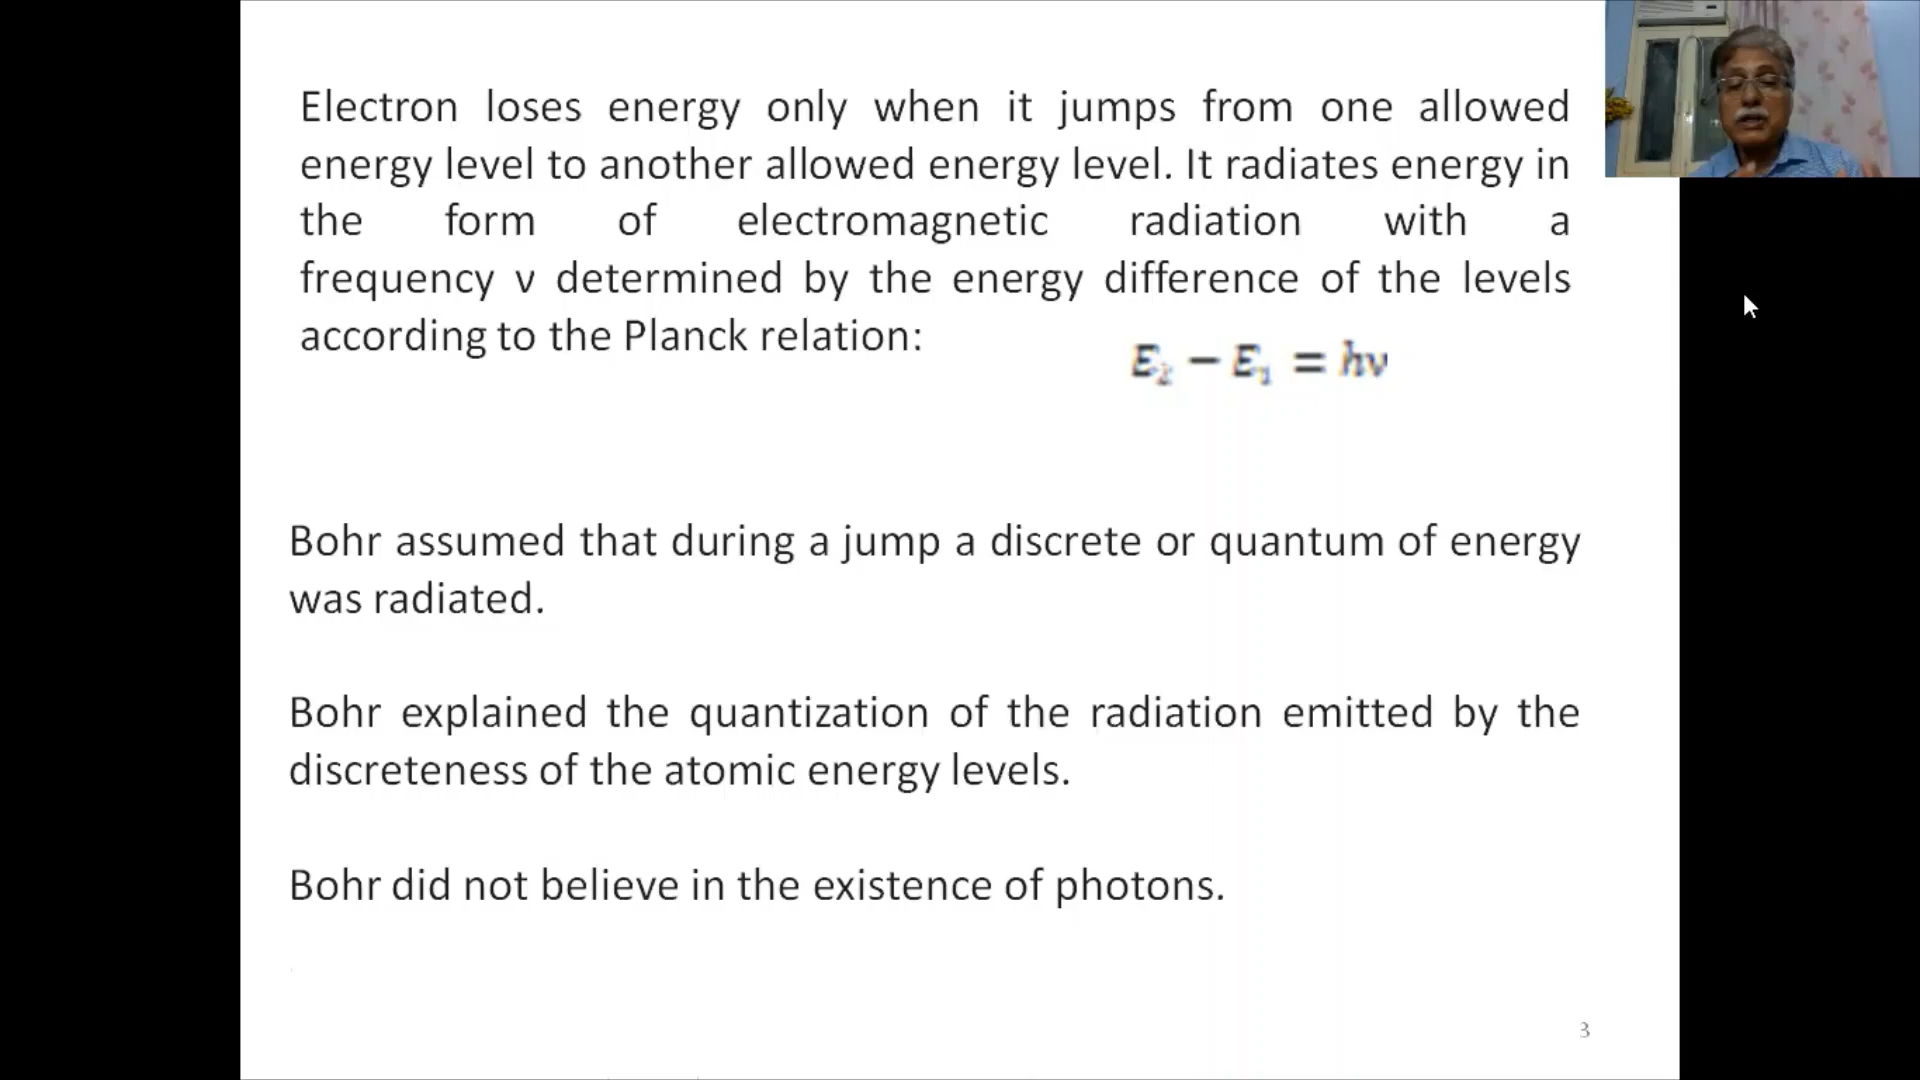 Electron loses energy only when it jumps from one allowed
energy level to another allowed energy level. It radiates energy in
the form of electromagnetic radiation with a
frequency ν determined by the energy difference of the levels
according to the Planck relation:
E₂ − E₁ = hν
Bohr assumed that during a jump a discrete or quantum of energy
was radiated.
Bohr explained the quantization of the radiation emitted by the
discreteness of the atomic energy levels.
Bohr did not believe in the existence of photons.
3